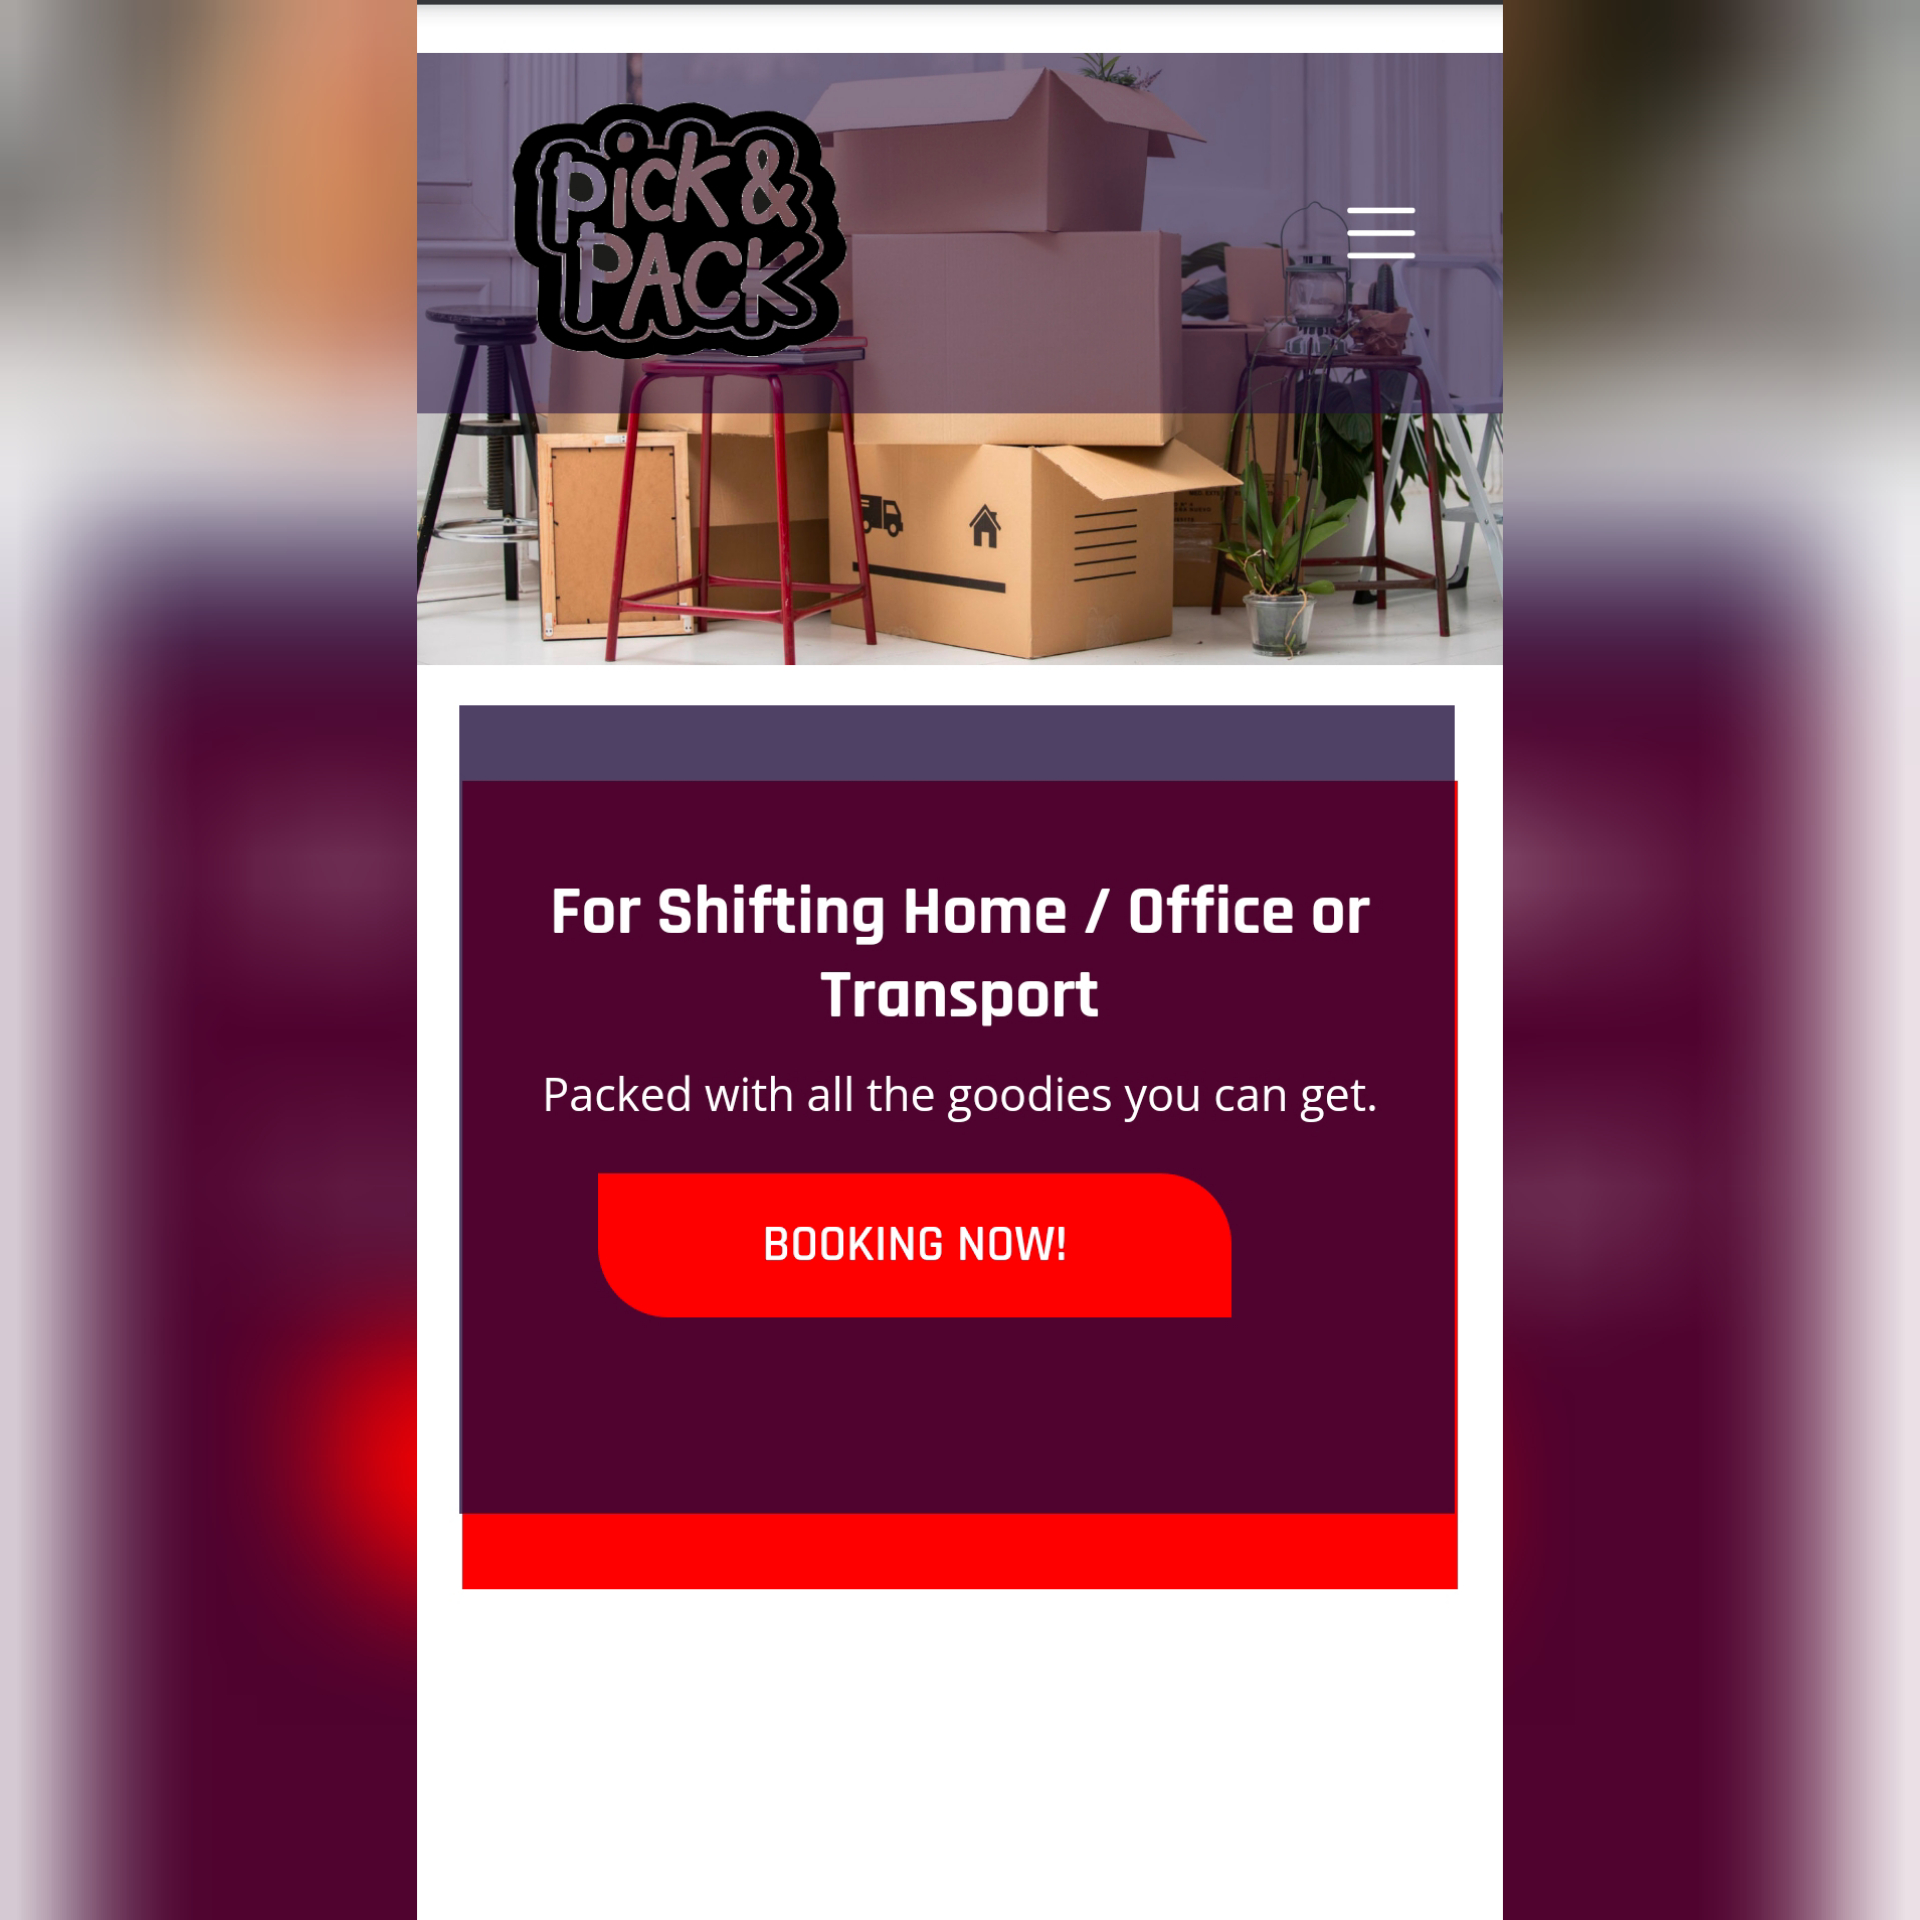 pick &
PACK
For Shifting Home / Office or
Transport
Packed with all the goodies you can get.
BOOKING NOW!